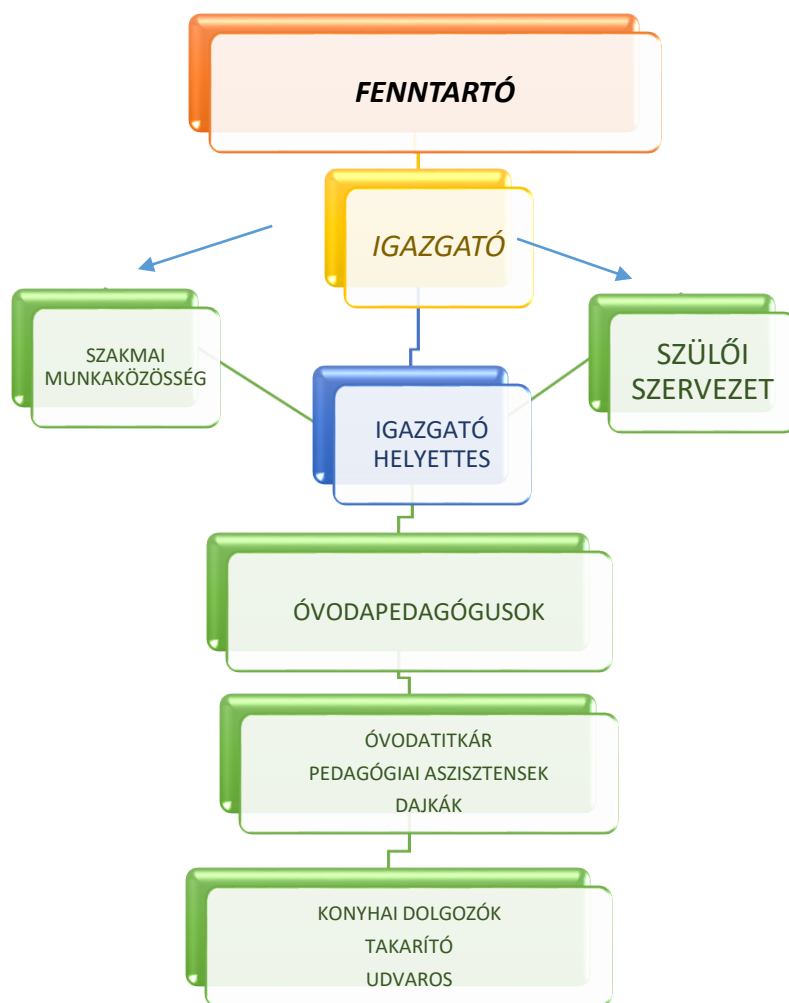 FENNTARTÓ
IGAZGATÓ
SZAKMAI
MUNKAKÖZÖSSÉG
SZÜLŐI
SZERVEZET
IGAZGATÓ
HELYETTES
ÓVODAPEDAGÓGUSOK
ÓVODATITKÁR
PEDAGÓGIAI ASZISZTENSEK
DAJKÁK
KONYHAI DOLGOZÓK
TAKARÍTÓ
UDVAROS